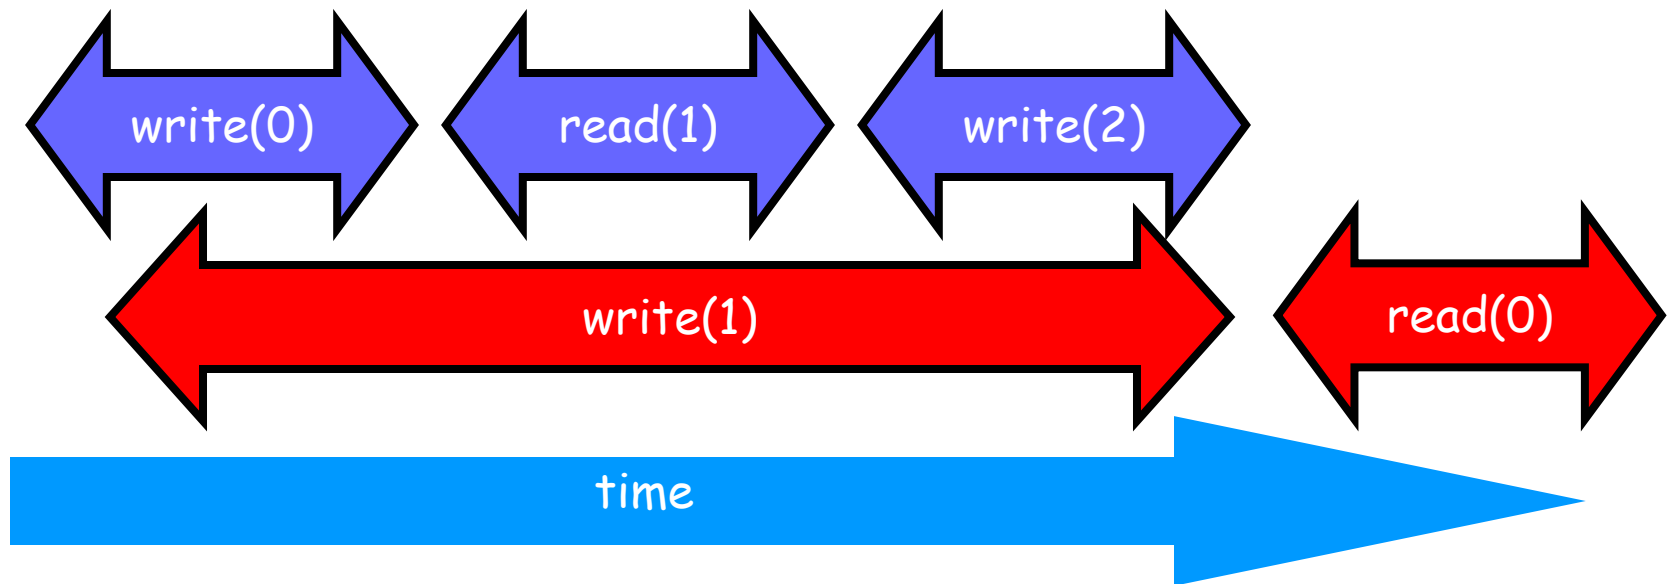 write(0)
read(1)
write(2)
write(1)
read(0)
time